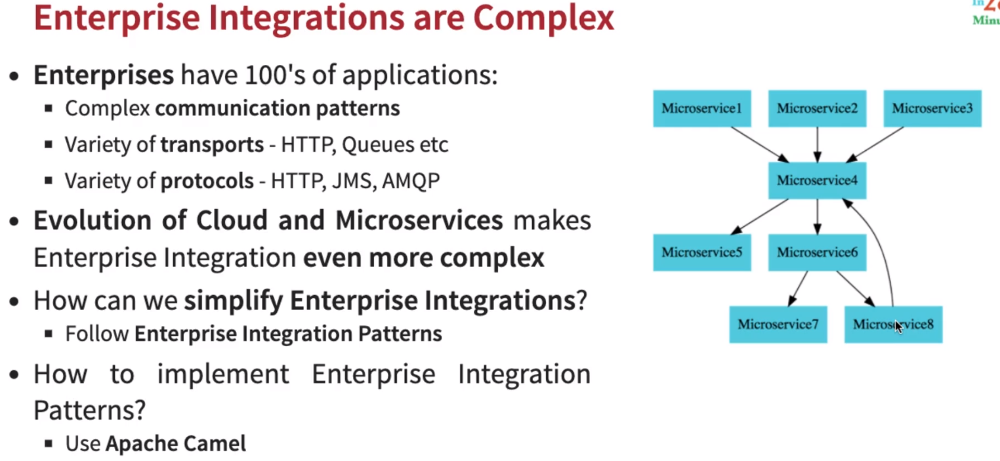 Enterprise Integrations are Complex
In
Minu
• Enterprises have 100's of applications:
▪ Complex communication patterns
▪ Variety of transports - HTTP, Queues etc
▪ Variety of protocols - HTTP, JMS, AMQP
• Evolution of Cloud and Microservices makes
Enterprise Integration even more complex
• How can we simplify Enterprise Integrations?
▪ Follow Enterprise Integration Patterns
• How to implement Enterprise Integration
Patterns?
▪ Use Apache Camel
Microservice1 Microservice2 Microservice3
Microservice4
Microservice5 Microservice6
Microservice7 Microservice8